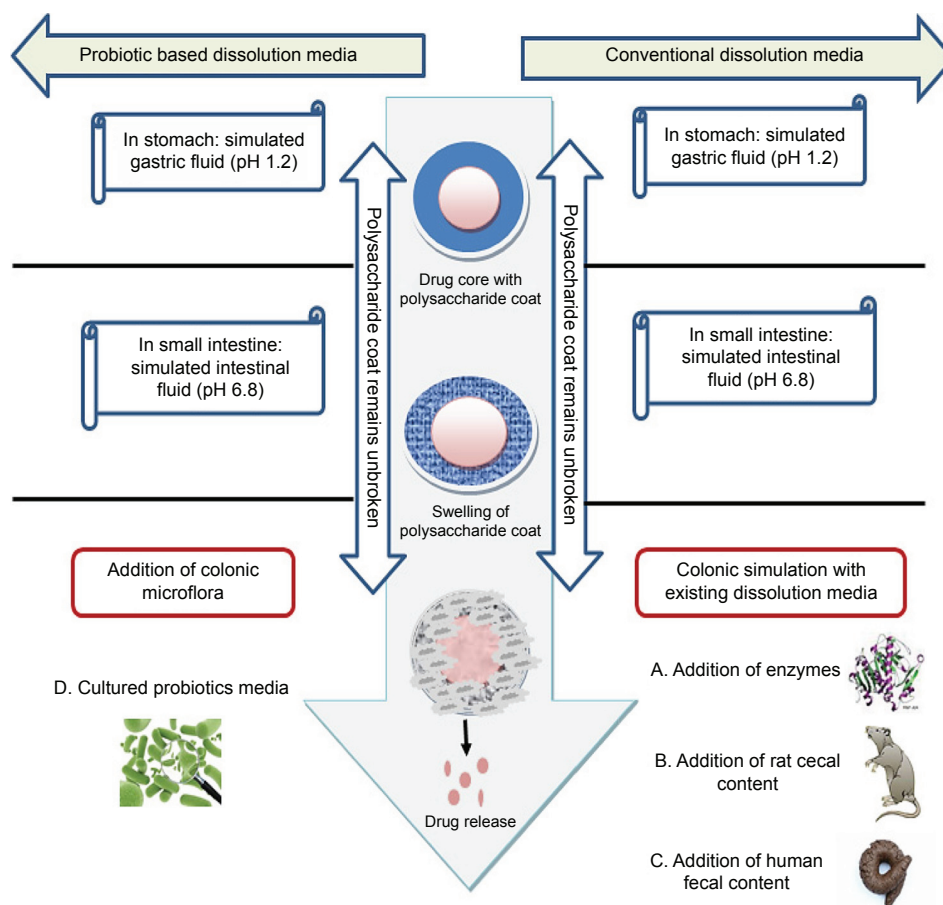 Probiotic based dissolution media
Conventional dissolution media
In stomach: simulated
gastric fluid (pH 1.2)
In stomach: simulated
gastric fluid (pH 1.2)
Polysaccharide coat remains unbroken
Drug core with
polysaccharide coat
Polysaccharide coat remains unbroken
In small intestine:
simulated intestinal
fluid (pH 6.8)
In small intestine:
simulated intestinal
fluid (pH 6.8)
Swelling of
polysaccharide coat
Addition of colonic
microflora
Colonic simulation with
existing dissolution media
D. Cultured probiotics media
A. Addition of enzymes
B. Addition of rat cecal
content
Drug release
C. Addition of human
fecal content